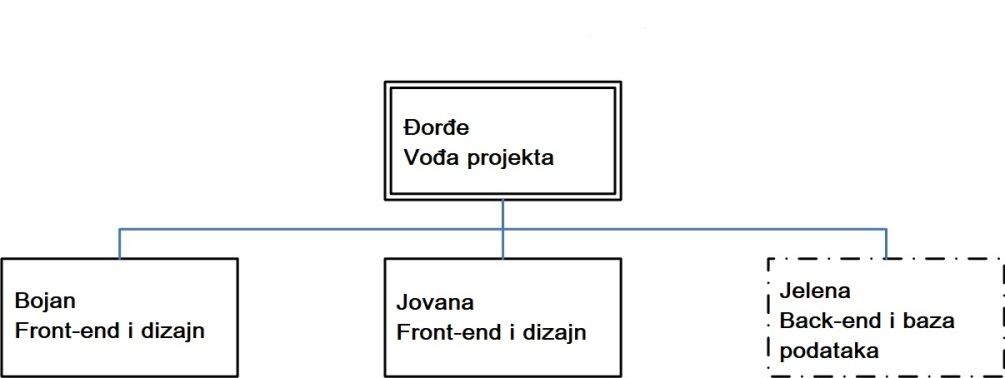 Đorđe
Vođa projekta
Bojan
Front-end i dizajn
Jovana
Front-end i dizajn
Jelena
Back-end i baza
podataka